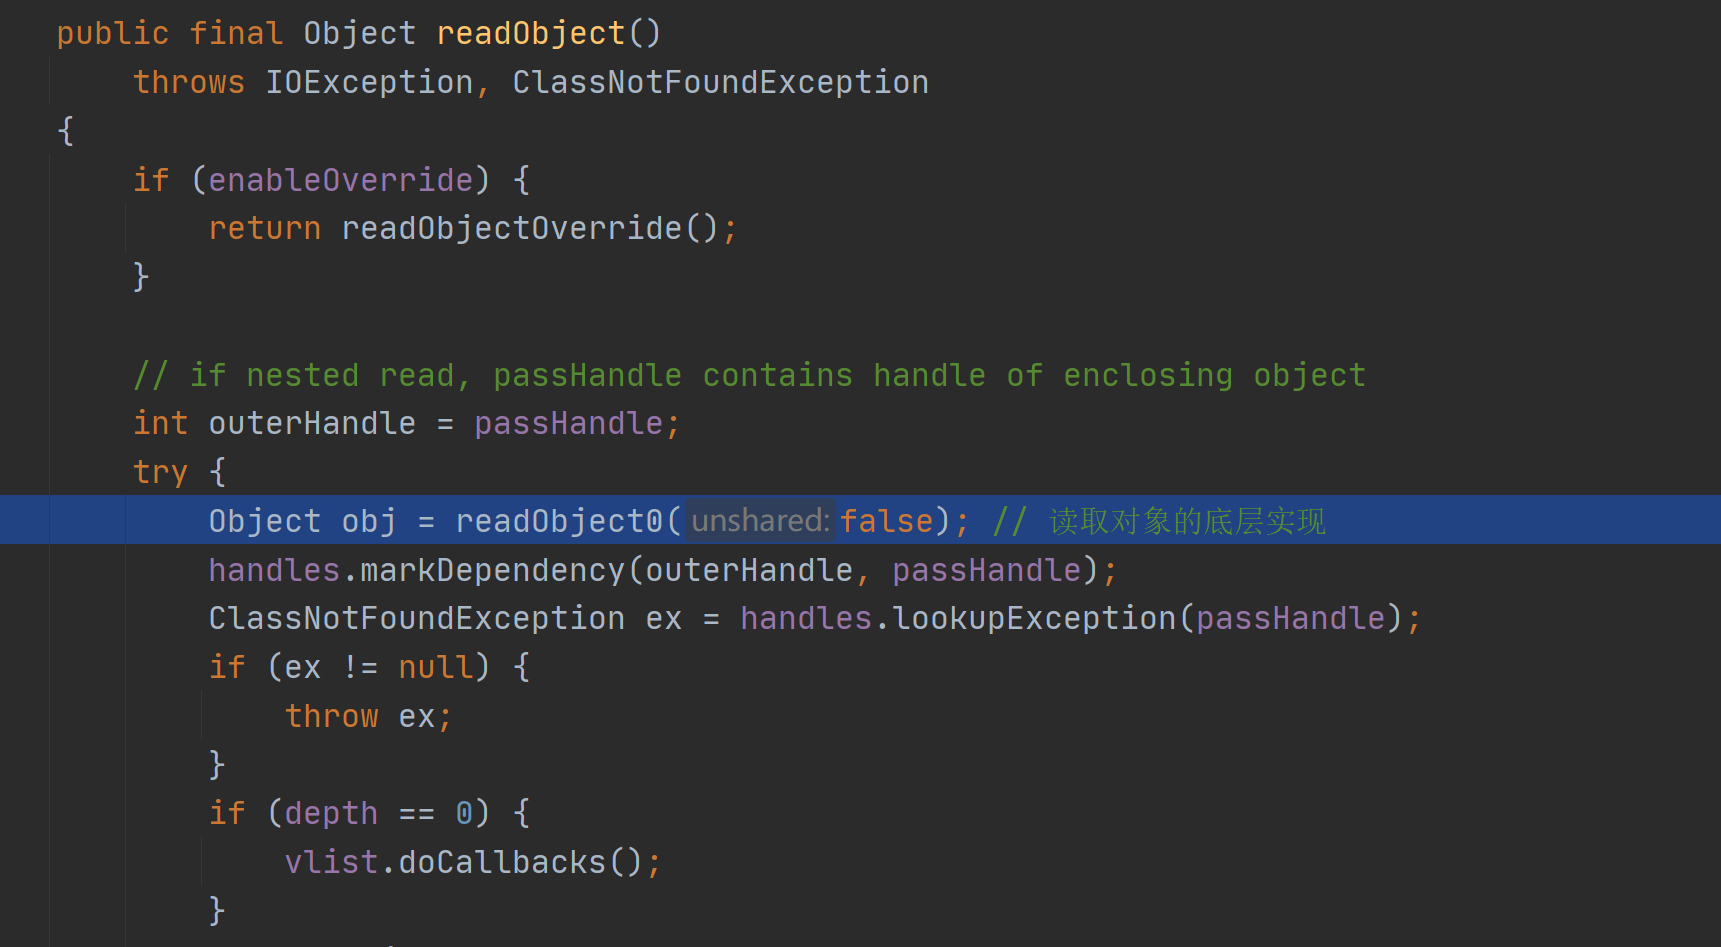 public final Object readObject()
throws IOException, ClassNotFoundException
{
if (enableOverride) {
return readObjectOverride();
}
// if nested read, passHandle contains handle of enclosing object
int outerHandle = passHandle;
try {
Object obj = readObject0( unshared: false); // 读取对象的底层实现
handles.markDependency(outerHandle, passHandle);
ClassNotFoundException ex = handles.lookupException(passHandle);
if (ex != null) {
throw ex;
}
if (depth == 0) {
vlist.doCallbacks();
}